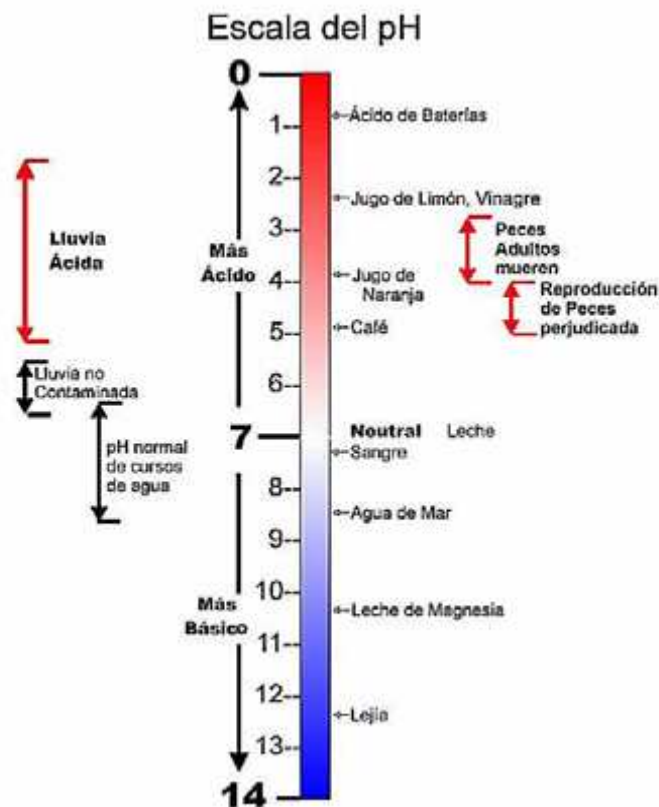 Escala del pH
0
1--
2--
3--
4--
5--
6--
7
8--
9--
10--
11--
12--
13--
14
Más
Ácido
Más
Básico
Lluvia
Ácida
Lluvia no
Contaminada
pH normal
de cursos
de agua
Ácido de Baterías
Jugo de Limón, Vinagre
Jugo de
Naranja
Café
Neutral Leche
Sangre
Agua de Mar
Leche de Magnesia
Lejia
Peces
Adultos
mueren
Reproducción
de Peces
perjudicada